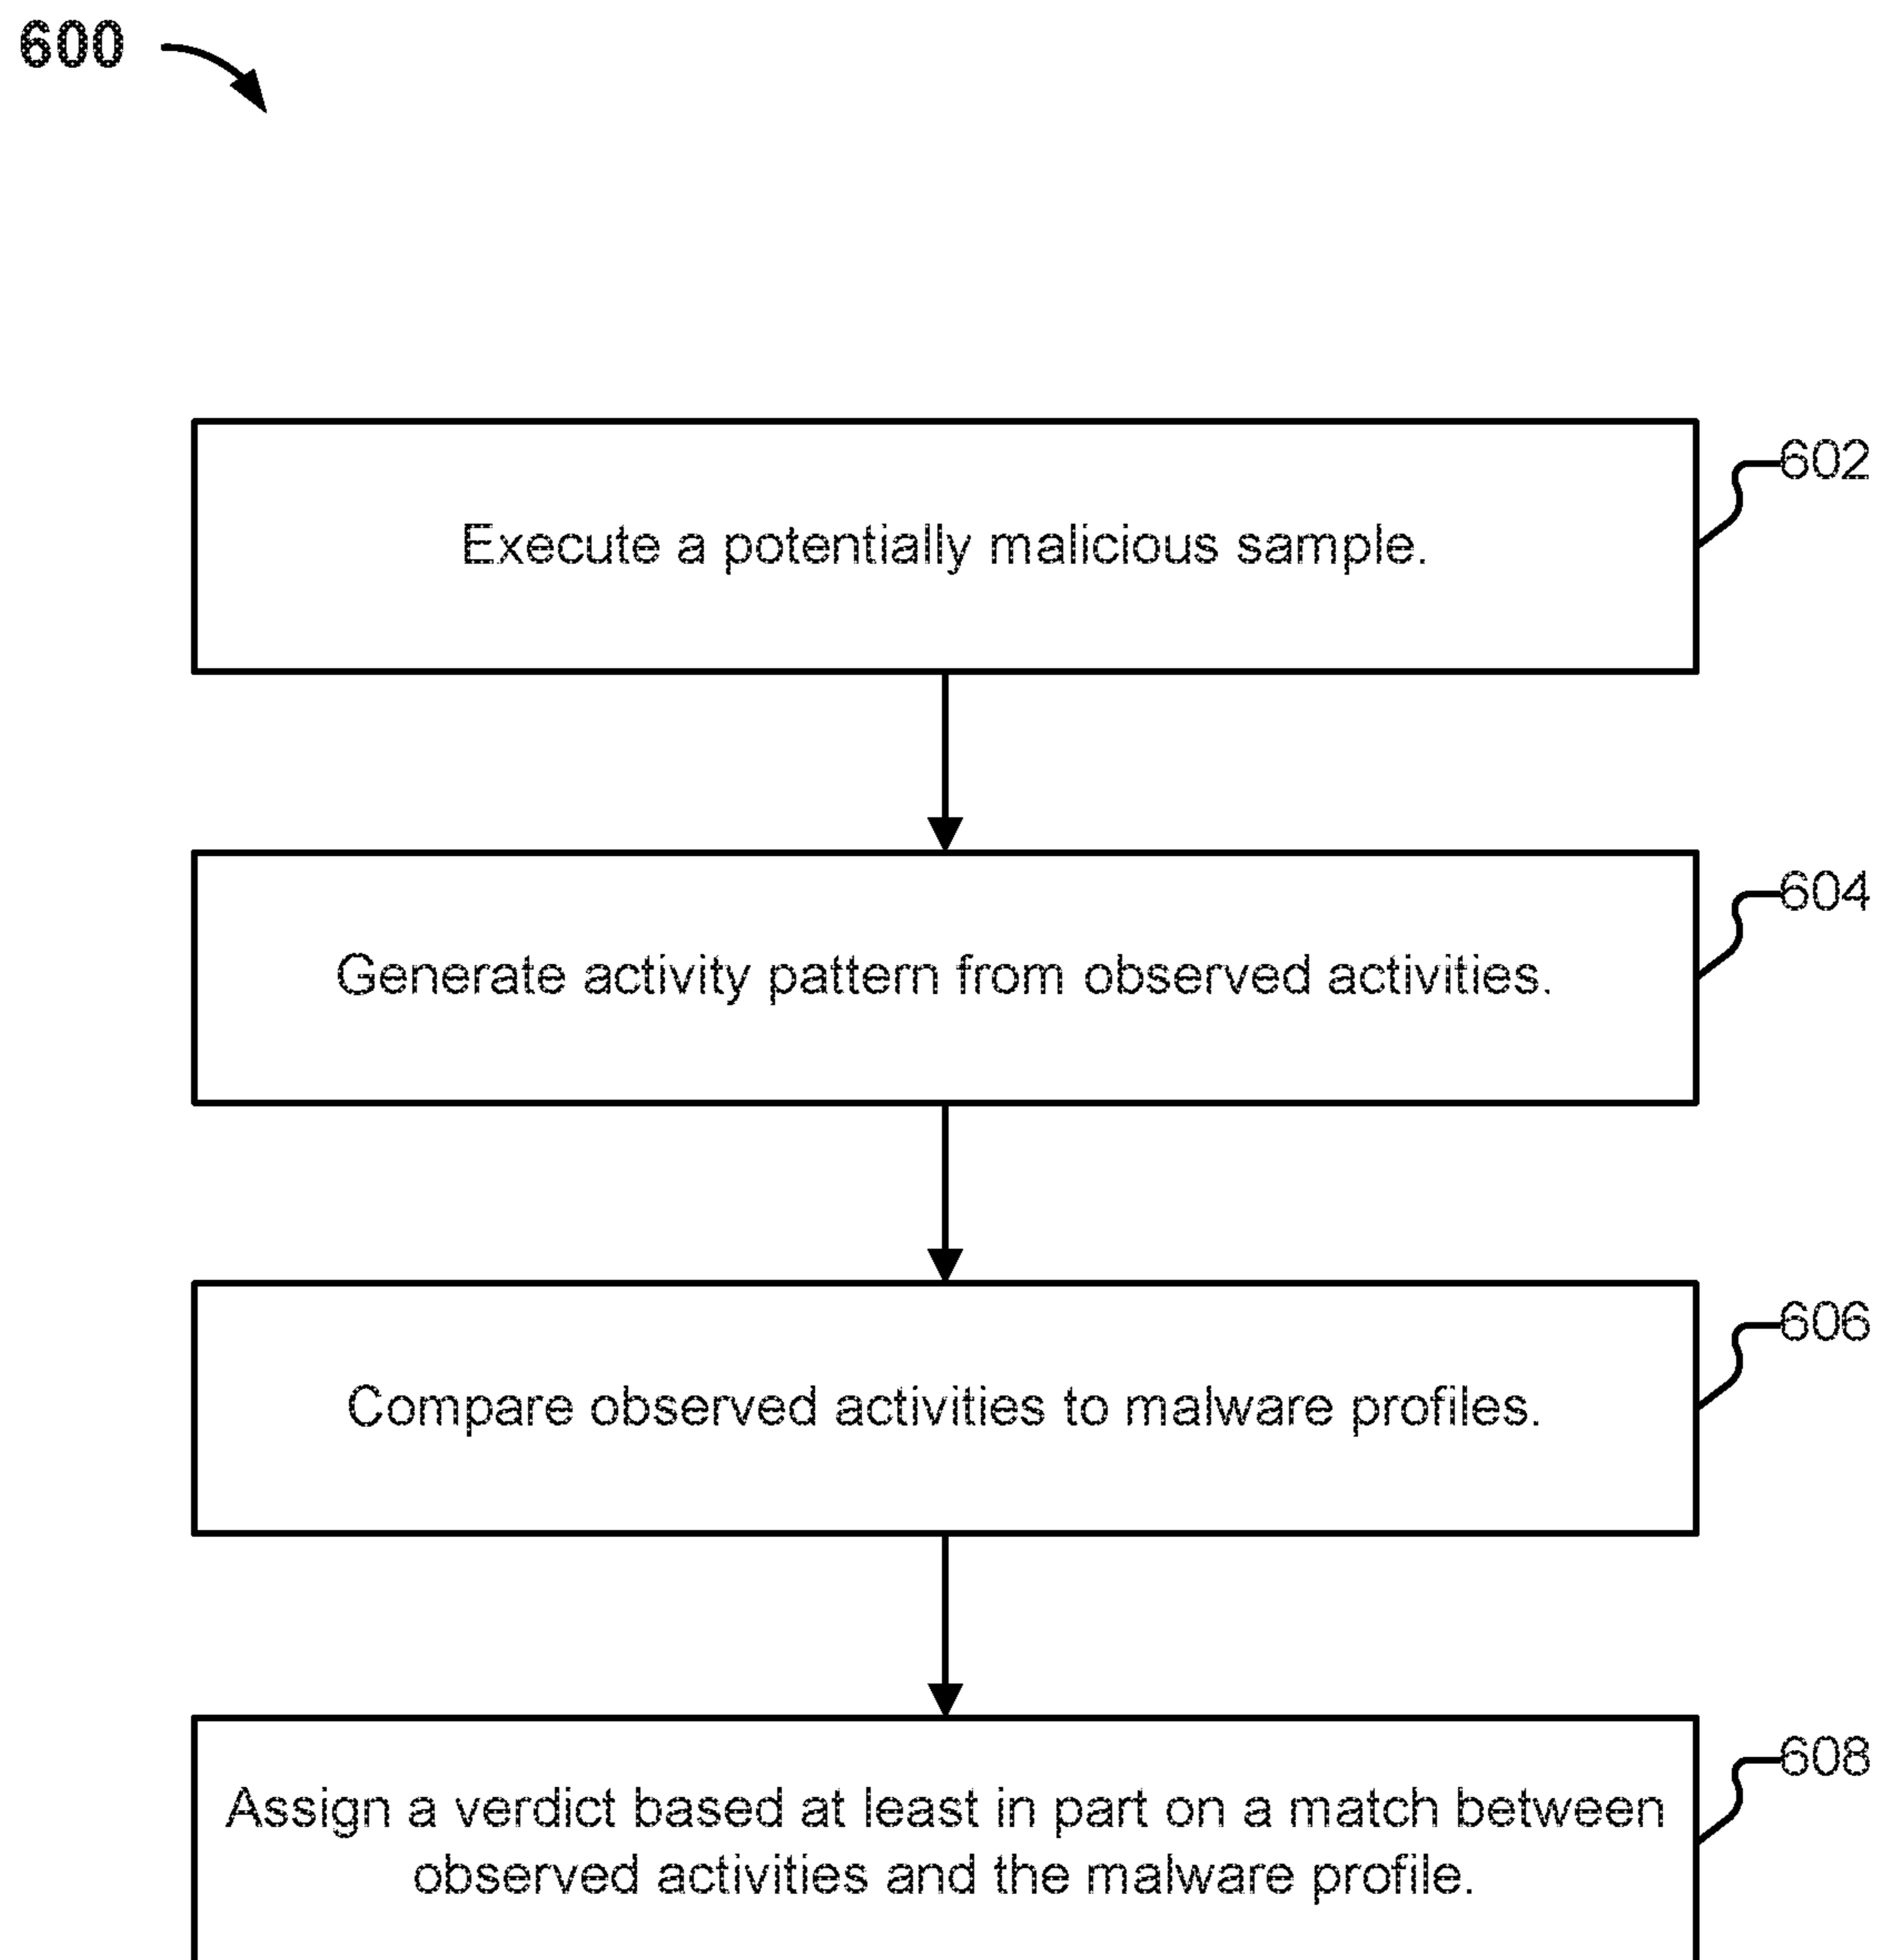 600
602
Execute a potentially malicious sample.
604
Generate activity pattern from observed activities.
606
Compare observed activities to malware profiles.
608
Assign a verdict based at least in part on a match between
observed activities and the malware profile.